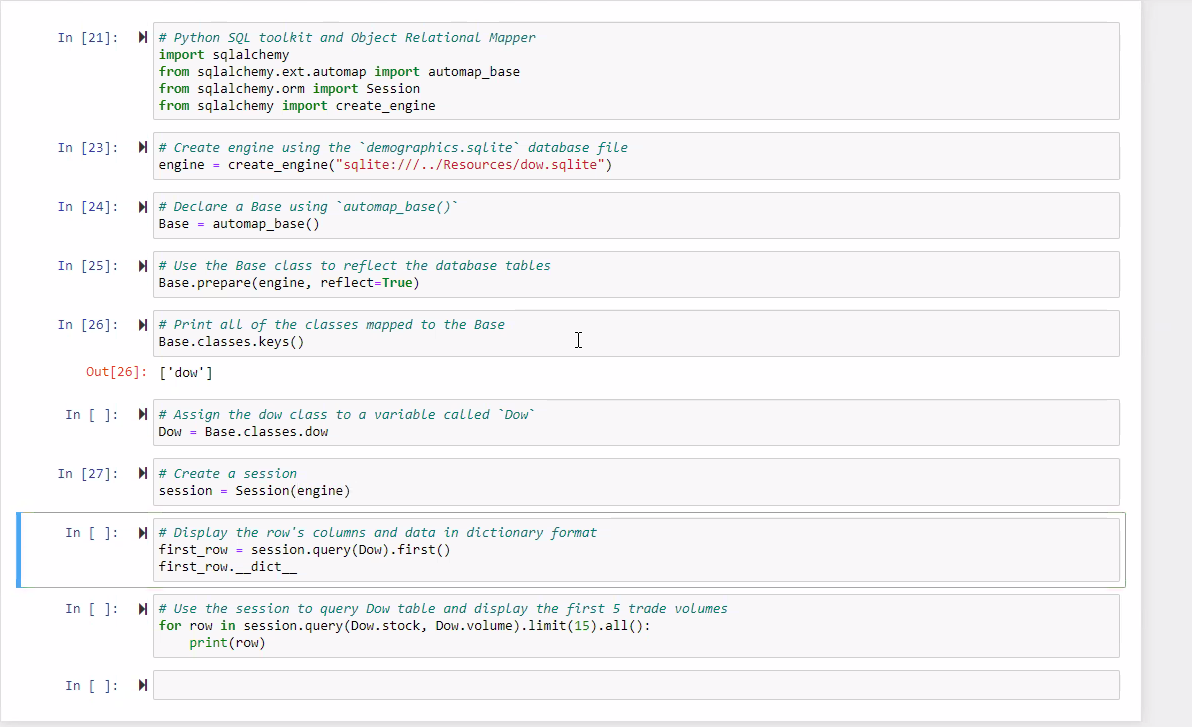 In [21]:
# Python SQL toolkit and Object Relational Mapper
import sqlalchemy
from sqlalchemy.ext.automap import automap_base
from sqlalchemy.orm import Session
from sqlalchemy import create_engine
In [23]:
# Create engine using the `demographics.sqlite` database file
engine = create_engine("sqlite:///../Resources/dow.sqlite")
In [24]:
# Declare a Base using `automap_base()`
Base = automap_base()
In [25]:
# Use the Base class to reflect the database tables
Base.prepare(engine, reflect=True)
In [26]:
# Print all of the classes mapped to the Base
Base.classes.keys()
Out[26]: ['dow']
In [ ]:
# Assign the dow class to a variable called `Dow`
Dow = Base.classes.dow
In [27]:
# Create a session
session = Session(engine)
In [ ]:
# Display the row's columns and data in dictionary format
first_row = session.query(Dow).first()
first_row.__dict__
In [ ]:
# Use the session to query Dow table and display the first 5 trade volumes
for row in session.query(Dow.stock, Dow.volume).limit(15).all():
    print(row)
In [ ]: